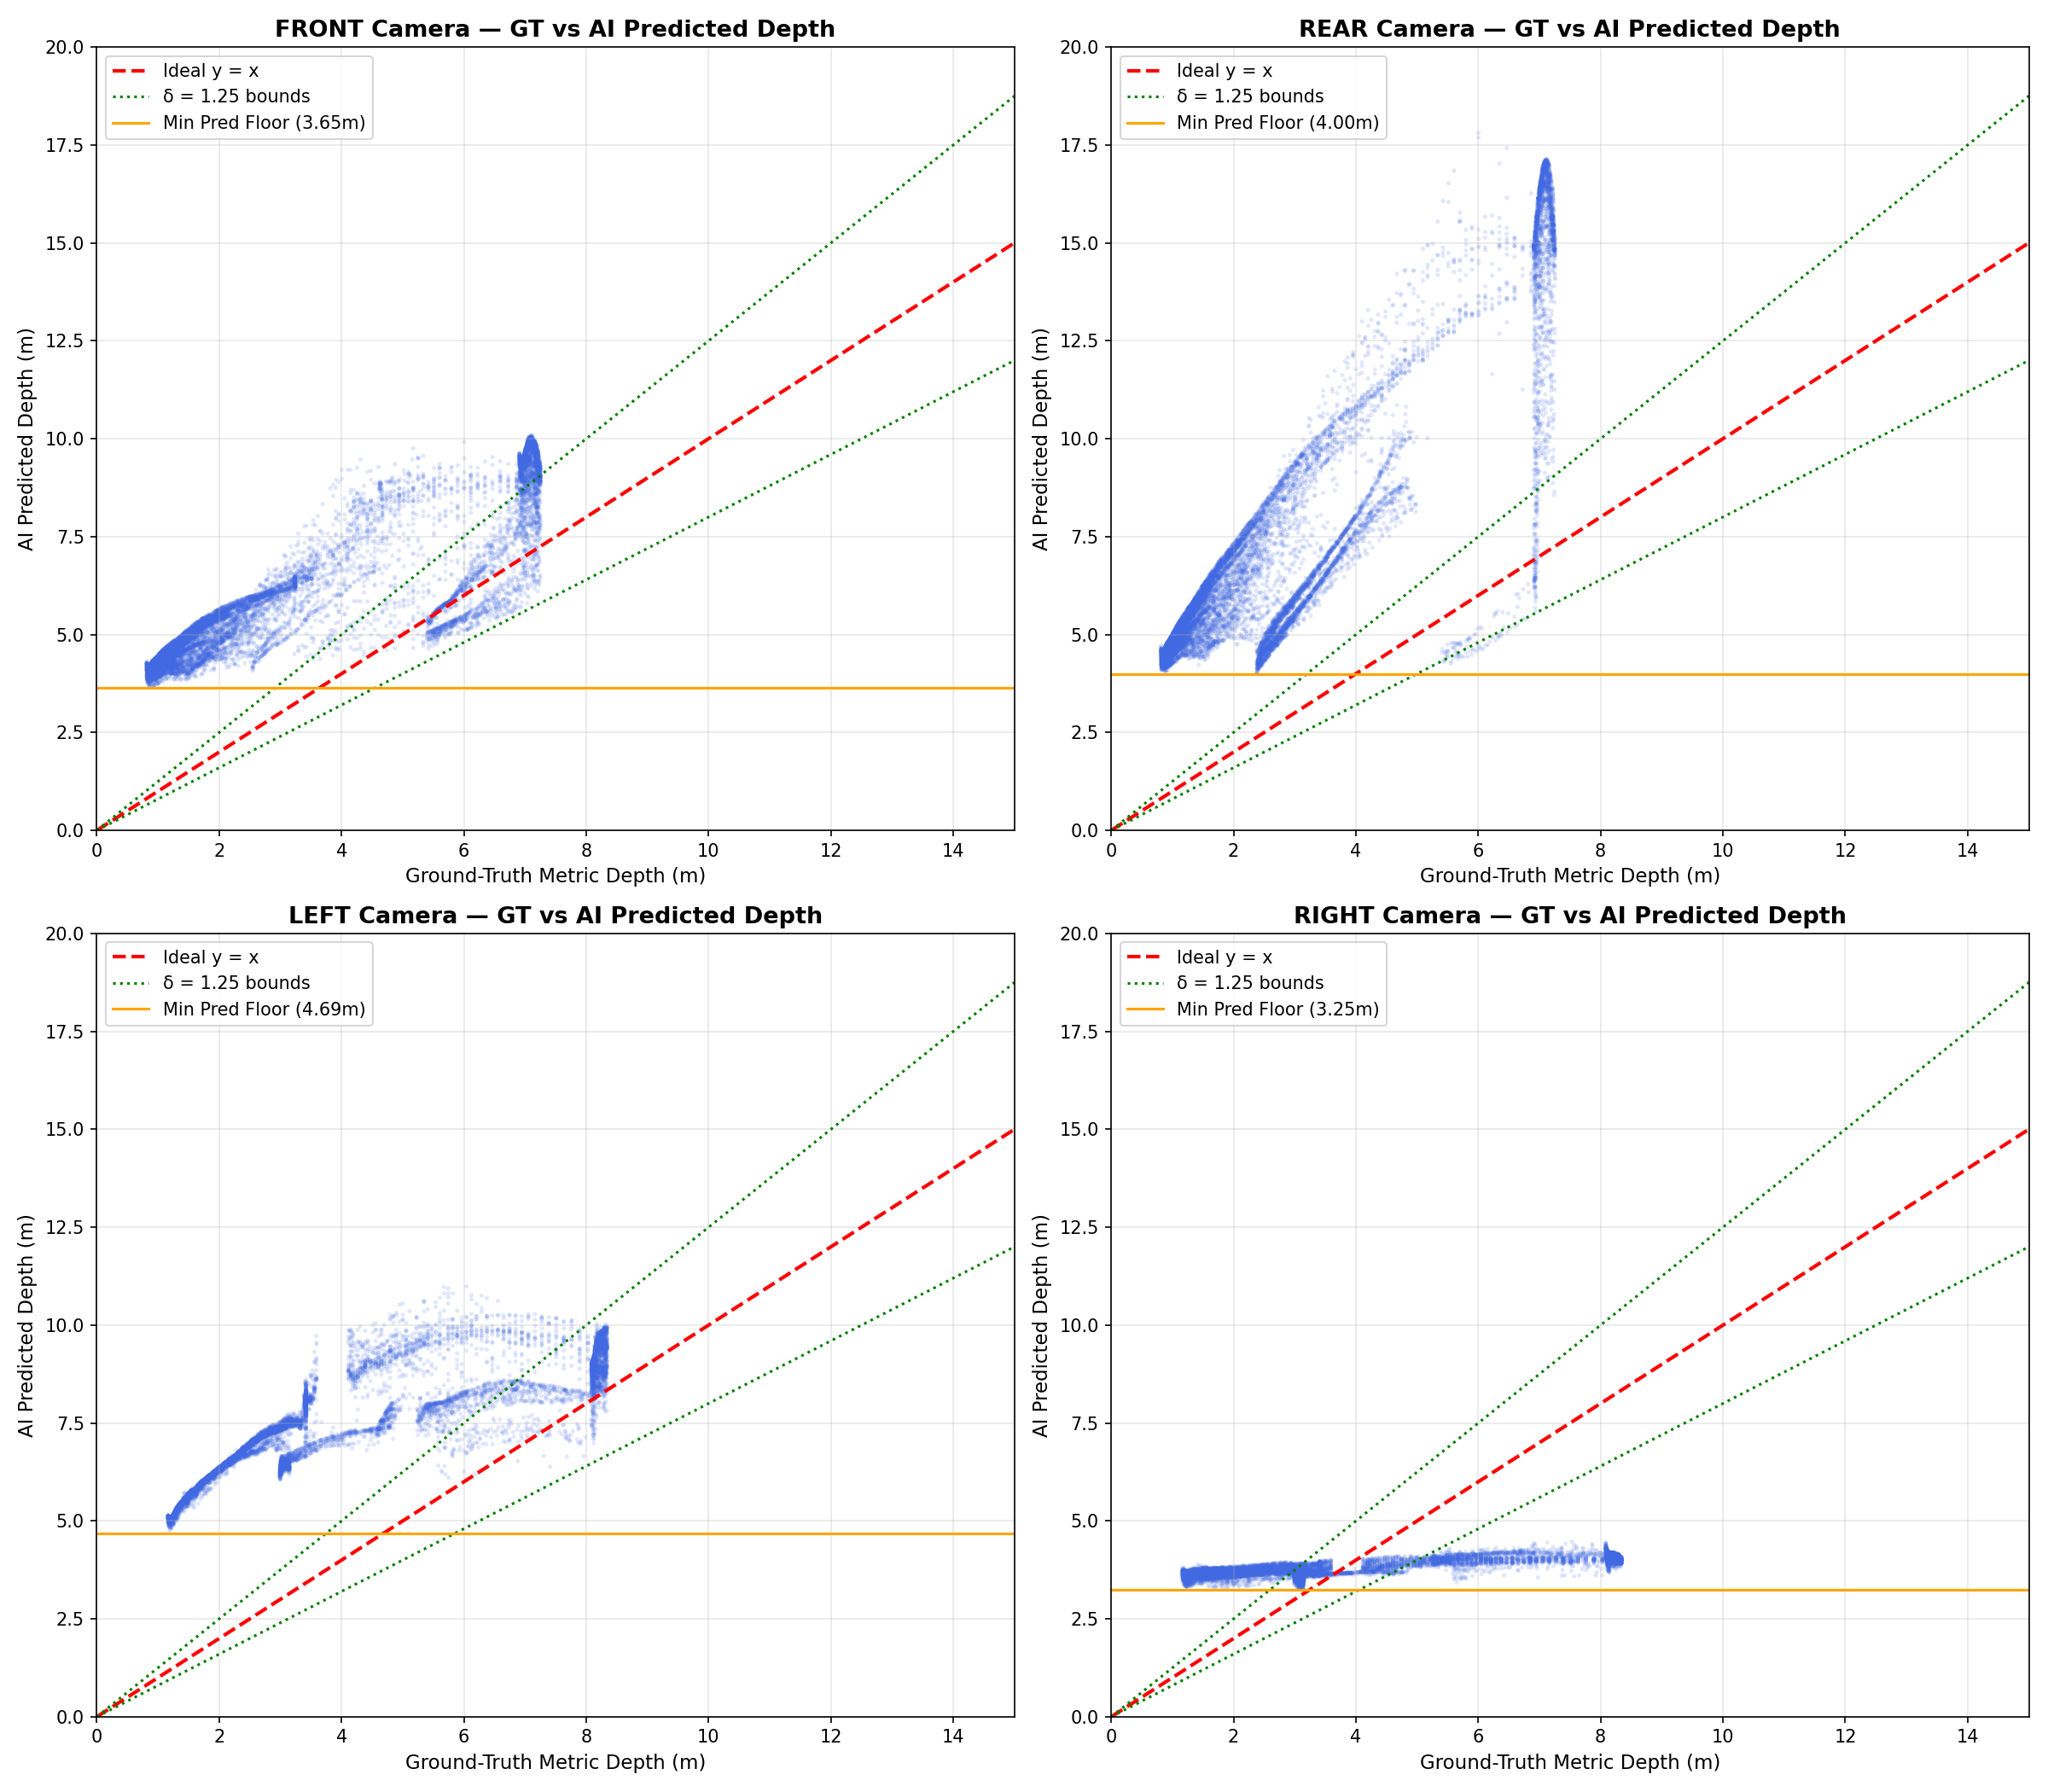 FRONT Camera — GT vs AI Predicted Depth
20.0
17.5
15.0
12.5
10.0
7.5
5.0
2.5
0.0
AI Predicted Depth (m)
Ideal y = x
δ = 1.25 bounds
Min Pred Floor (3.65m)
0 2 4 6 8 10 12 14
Ground-Truth Metric Depth (m)
REAR Camera — GT vs AI Predicted Depth
20.0
17.5
15.0
12.5
10.0
7.5
5.0
2.5
0.0
AI Predicted Depth (m)
Ideal y = x
δ = 1.25 bounds
Min Pred Floor (4.00m)
0 2 4 6 8 10 12 14
Ground-Truth Metric Depth (m)
LEFT Camera — GT vs AI Predicted Depth
20.0
17.5
15.0
12.5
10.0
7.5
5.0
2.5
0.0
AI Predicted Depth (m)
Ideal y = x
δ = 1.25 bounds
Min Pred Floor (4.69m)
0 2 4 6 8 10 12 14
Ground-Truth Metric Depth (m)
RIGHT Camera — GT vs AI Predicted Depth
20.0
17.5
15.0
12.5
10.0
7.5
5.0
2.5
0.0
AI Predicted Depth (m)
Ideal y = x
δ = 1.25 bounds
Min Pred Floor (3.25m)
0 2 4 6 8 10 12 14
Ground-Truth Metric Depth (m)